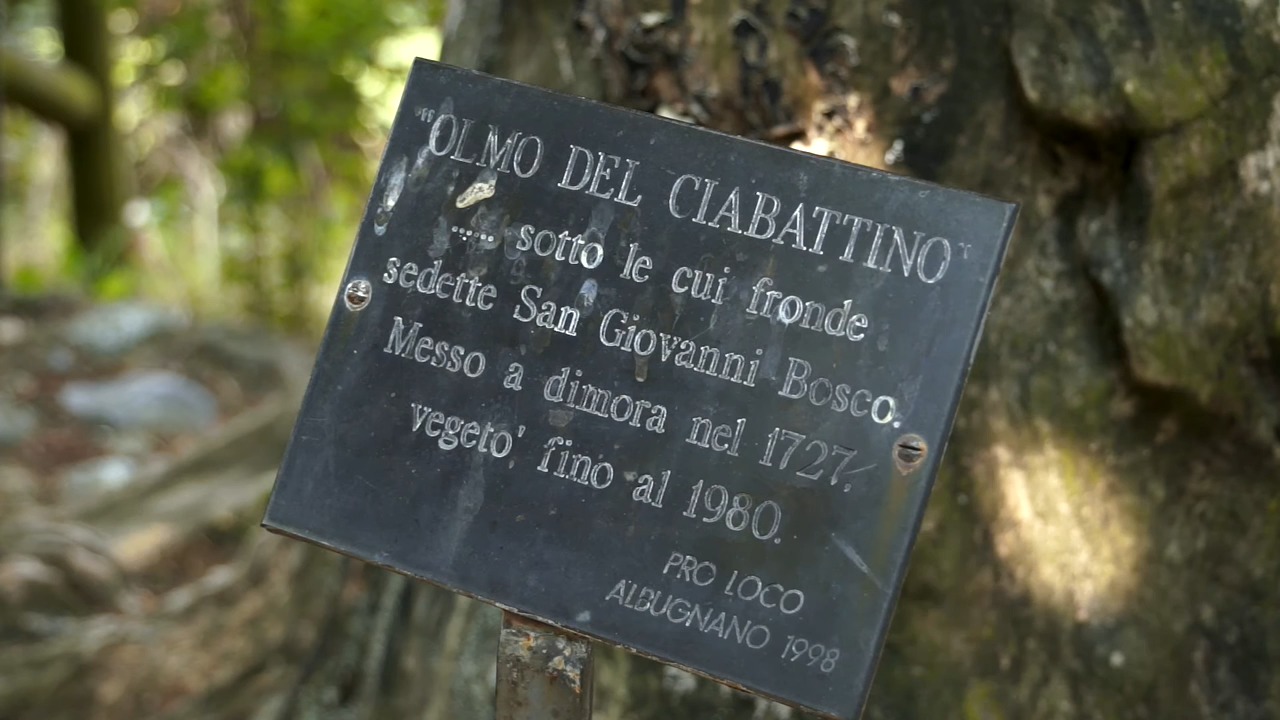 "OLMO DEL CIABATTINO"
...... sotto le cui fronde
sedette San Giovanni Bosco.
Messo a dimora nel 1727,
vegeto' fino al 1980.
PRO LOCO
ALBUGNANO 1998